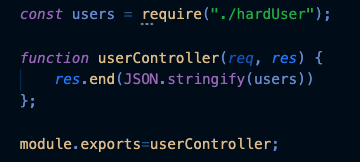 const users = require("./hardUser");
function userController(req, res) {
    res.end(JSON.stringify(users))
};
module.exports=userController;